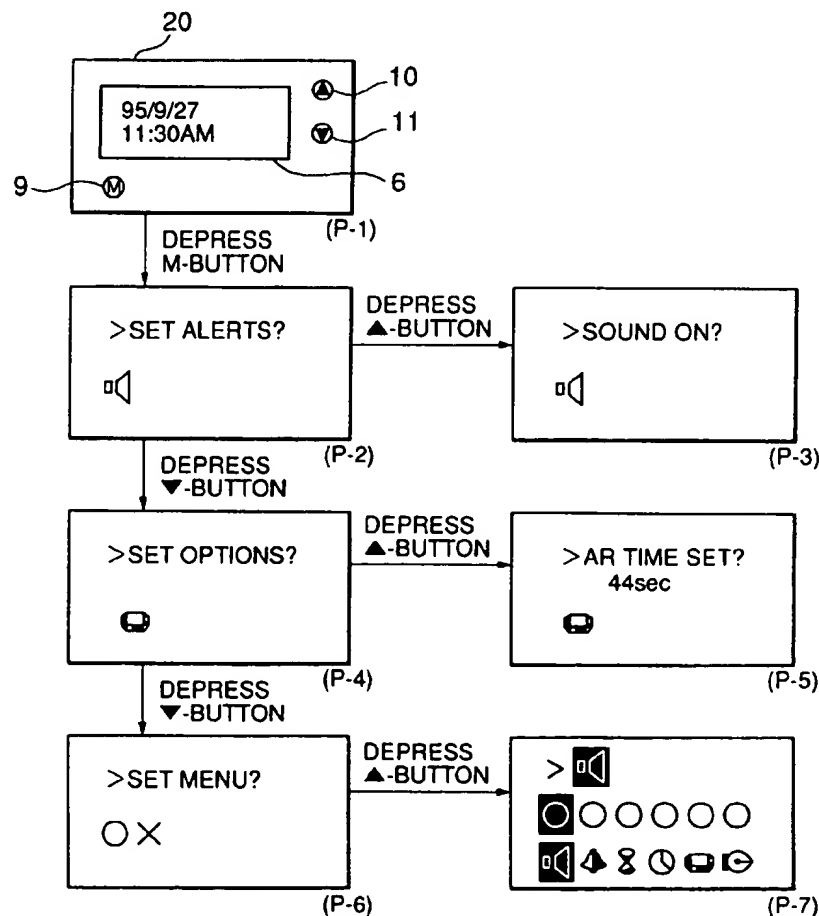 20
10
95/9/27
11:30AM
11
9
M
6
(P-1)
DEPRESS
M-BUTTON
>SET ALERTS?
(P-2)
DEPRESS
▲-BUTTON
>SOUND ON?
(P-3)
DEPRESS
▼-BUTTON
>SET OPTIONS?
(P-4)
DEPRESS
▲-BUTTON
>AR TIME SET?
44sec
(P-5)
DEPRESS
▼-BUTTON
>SET MENU?
○×
(P-6)
DEPRESS
▲-BUTTON
>
(P-7)